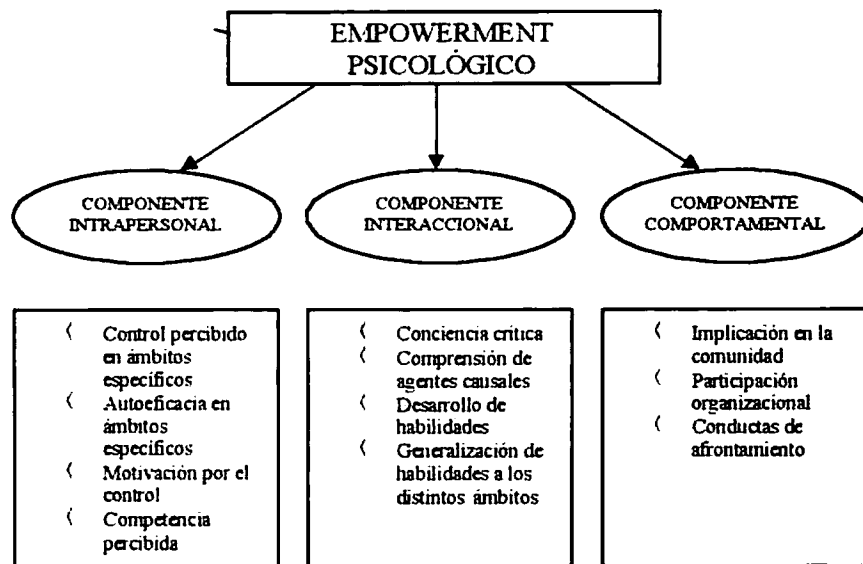 EMPOWERMENT
PSICOLÓGICO
COMPONENTE
INTRAPERSONAL
COMPONENTE
INTERACCIONAL
COMPONENTE
COMPORTAMENTAL
Control percibido
en ámbitos
específicos
Autoeficacia en
ámbitos
específicos
Motivación por el
control
Competencia
percibida
Conciencia crítica
Comprensión de
agentes causales
Desarrollo de
habilidades
Generalización de
habilidades a los
distintos ámbitos
Implicación en la
comunidad
Participación
organizacional
Conductas de
afrontamiento